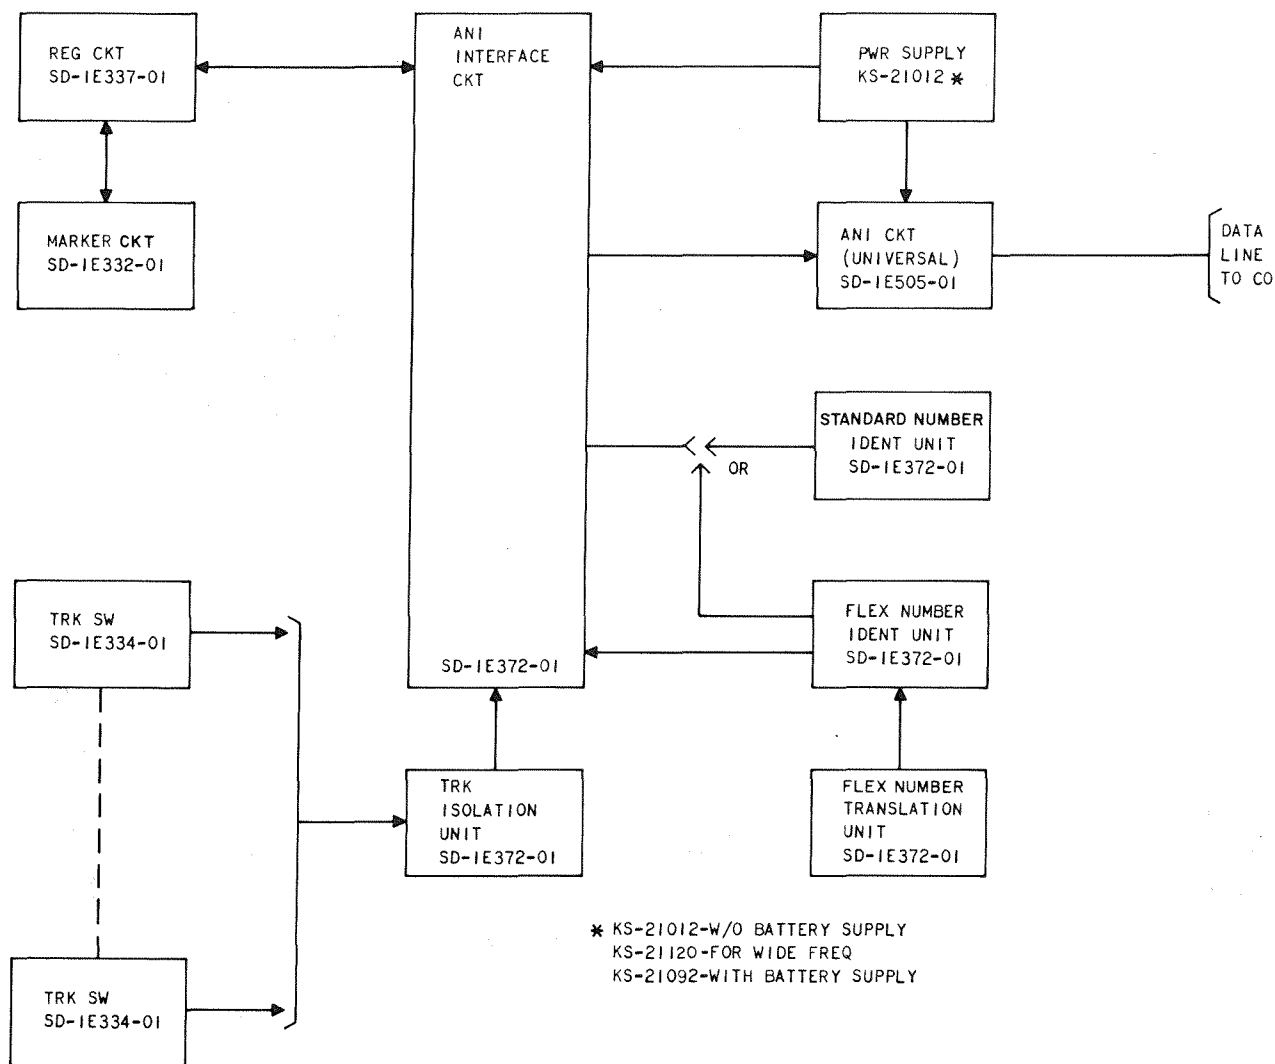 REG CKT
SD-1E337-01
ANI
INTERFACE
CKT
PWR SUPPLY
KS-21012 *
MARKER CKT
SD-1E332-01
ANI CKT
(UNIVERSAL)
SD-1E505-01
DATA
LINE
TO CO
STANDARD NUMBER
IDENT UNIT
SD-1E372-01
OR
TRK SW
SD-1E334-01
FLEX NUMBER
IDENT UNIT
SD-1E372-01
SD-1E372-01
TRK
ISOLATION
UNIT
SD-1E372-01
FLEX NUMBER
TRANSLATION
UNIT
SD-1E372-01
* KS-21012-W/O BATTERY SUPPLY
KS-21120-FOR WIDE FREQ
KS-21092-WITH BATTERY SUPPLY
TRK SW
SD-1E334-01